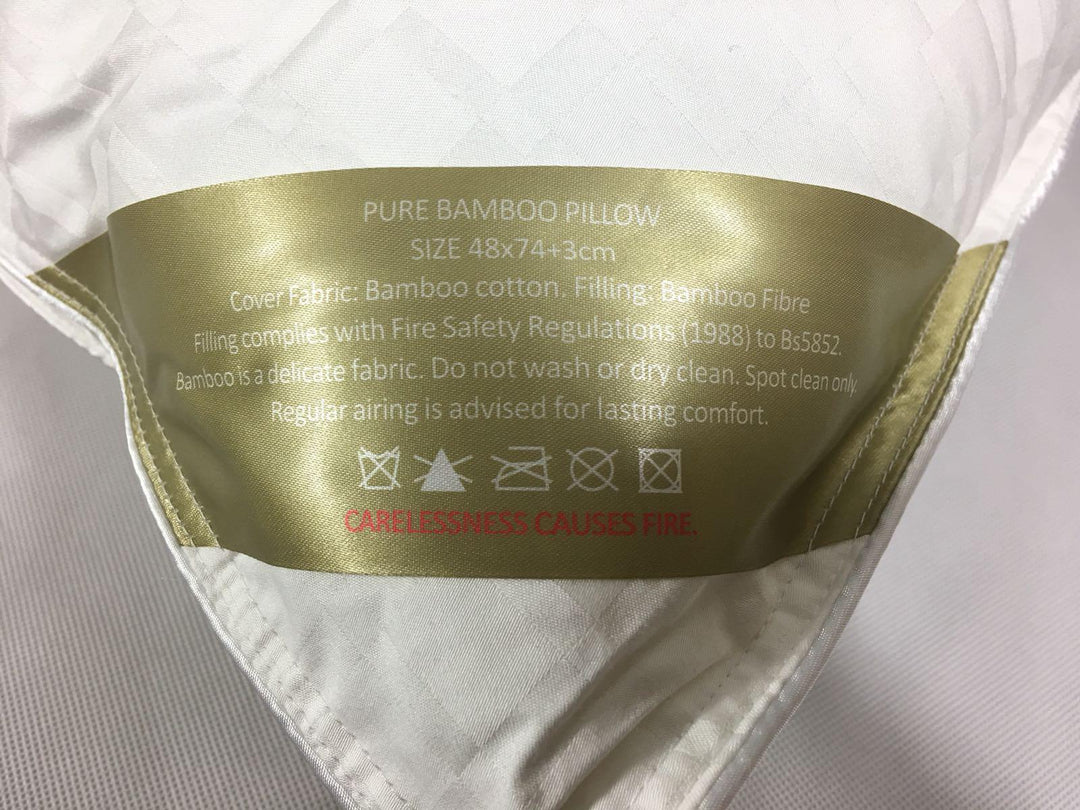 PURE BAMBOO PILLOW
SIZE 48x74+3cm
Cover Fabric: Bamboo cotton. Filling: Bamboo Fibre
Filling complies with Fire Safety Regulations (1988) to Bs5852.
Bamboo is a delicate fabric. Do not wash or dry clean. Spot clean only.
Regular airing is advised for lasting comfort.
CARELESSNESS CAUSES FIRE.